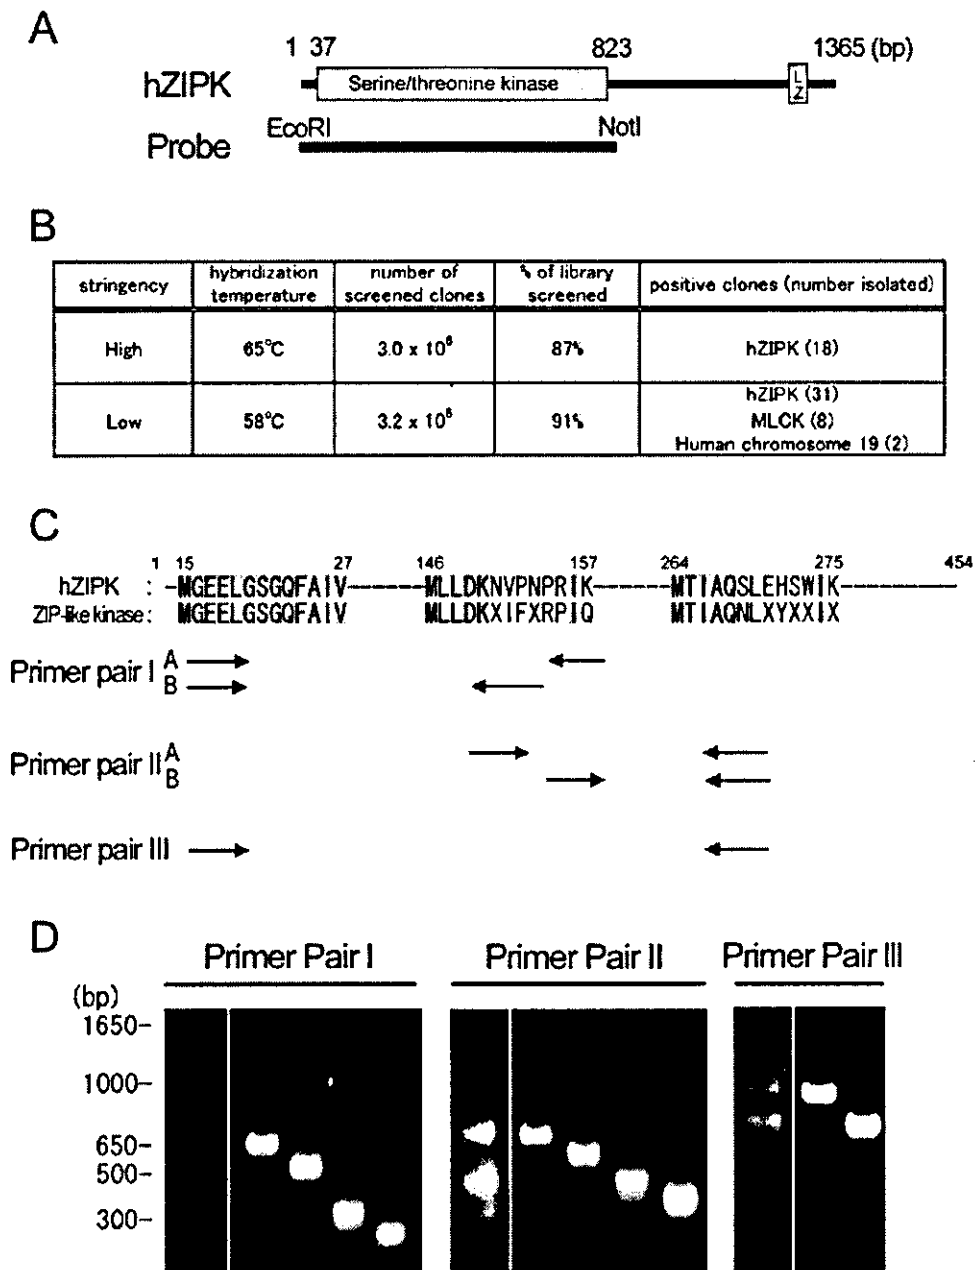 A
1 37 823 1365 (bp)
hZIPK Serine/threonine kinase LZ
EcoRI NotI
Probe
B
stringency hybridization temperature number of screened clones % of library screened positive clones (number isolated)
High 65°C 3.0 x 10⁶ 87% hZIPK (18)
Low 58°C 3.2 x 10⁶ 91% hZIPK (31)
MLCK (8)
Human chromosome 19 (2)
C
1 15 27 146 157 264 275 454
hZIPK : -MGEELGSGQFAIV------MLLDKNVPNPRIK------MTIAQSLEHSWIK------------
ZIP-like kinase : MGEELGSGQFAIV MLLDKXIFXRPIQ MTIAQNLXYXXIX
Primer pair I A
B
Primer pair II A
B
Primer pair III
D
Primer Pair I Primer Pair II Primer Pair III
(bp)
1650-
1000-
650-
500-
300-